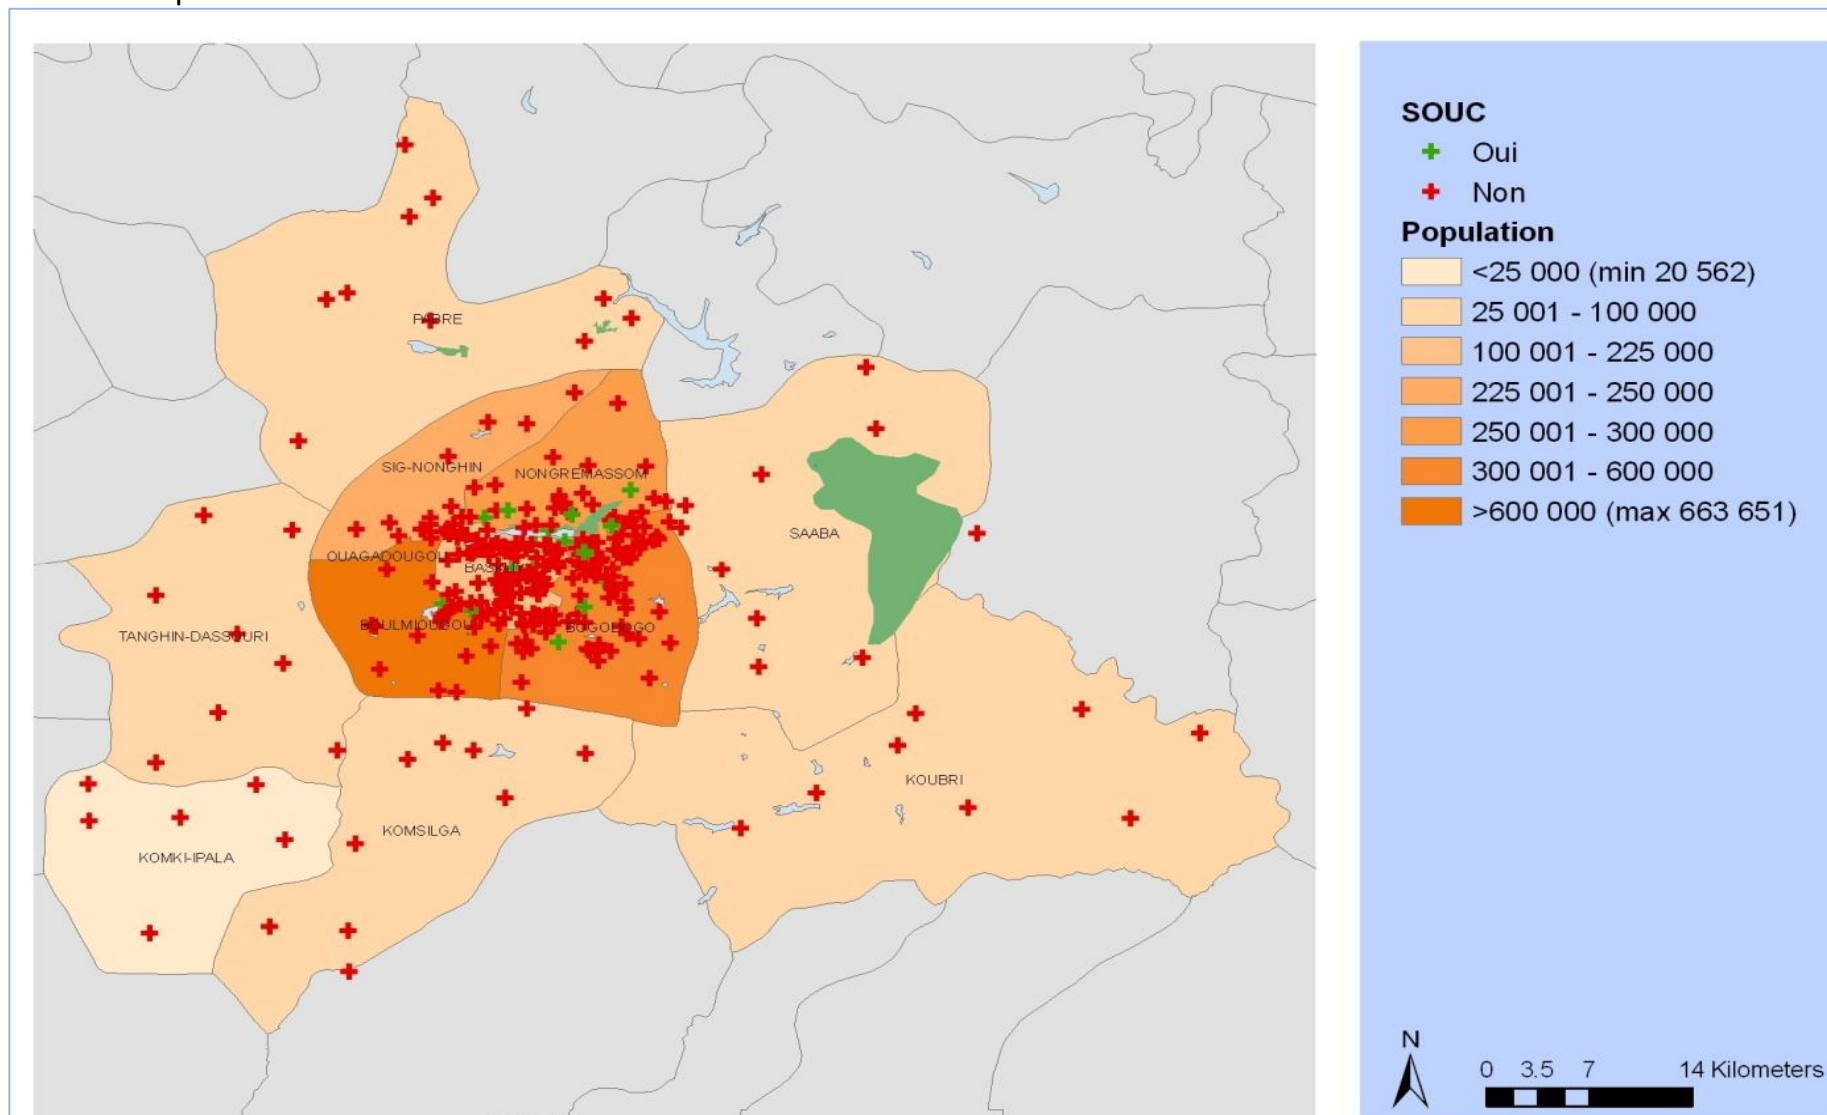 PABRE
SIG-NONGHIN
NONGREMASSOM
SAABA
OUAGADOUGOU
TANGHIN-DASSOURI
BOULMIOUGOU
BOGODOGO
KOUBRI
KOMSILGA
KOMKI-IPALA
SOUC
Oui
Non
Population
<25 000 (min 20 562)
25 001 - 100 000
100 001 - 225 000
225 001 - 250 000
250 001 - 300 000
300 001 - 600 000
>600 000 (max 663 651)
N
0 3.5 7 14 Kilometers